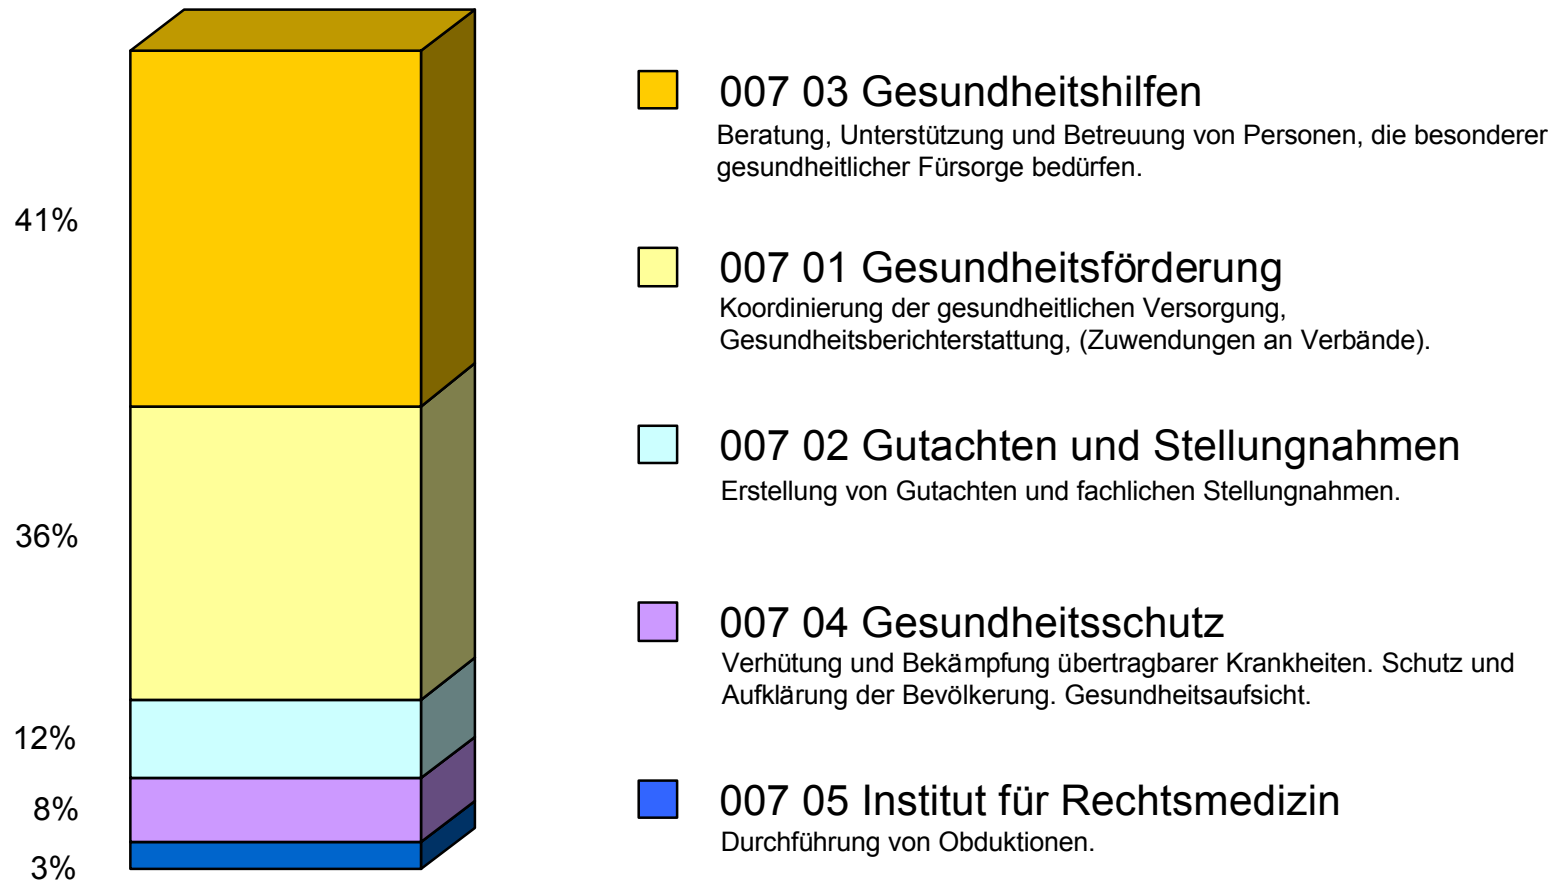 41%
36%
12%
8%
3%
007 03 Gesundheitshilfen
Beratung, Unterstützung und Betreuung von Personen, die besonderer
gesundheitlicher Fürsorge bedürfen.
007 01 Gesundheitsförderung
Koordinierung der gesundheitlichen Versorgung,
Gesundheitsberichterstattung, (Zuwendungen an Verbände).
007 02 Gutachten und Stellungnahmen
Erstellung von Gutachten und fachlichen Stellungnahmen.
007 04 Gesundheitsschutz
Verhütung und Bekämpfung übertragbarer Krankheiten. Schutz und
Aufklärung der Bevölkerung. Gesundheitsaufsicht.
007 05 Institut für Rechtsmedizin
Durchführung von Obduktionen.